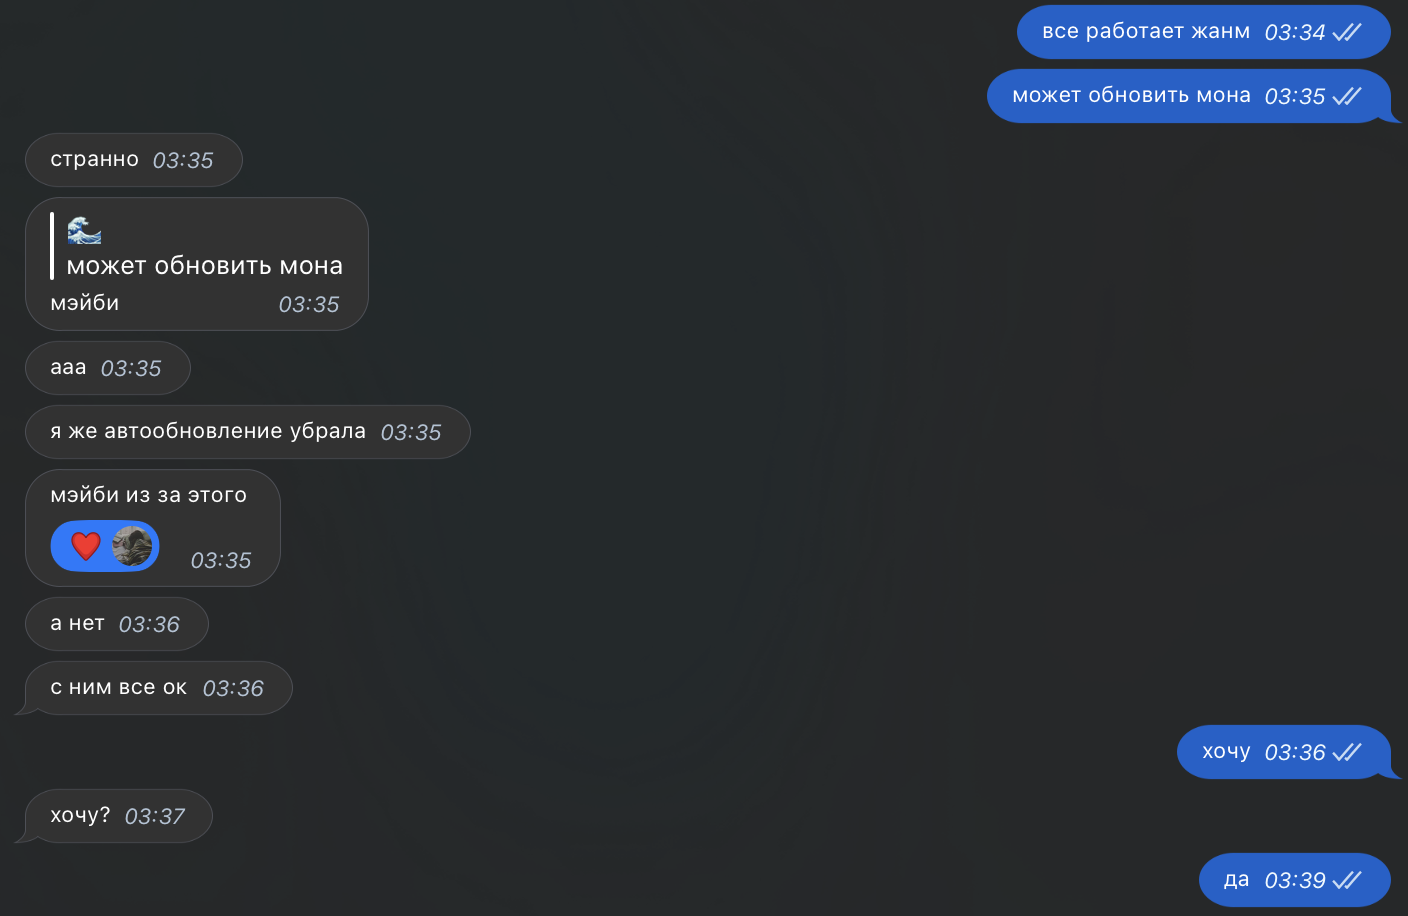 все работает жанм 03:34
может обновить мона 03:35
странно 03:35
🌊
может обновить мона
мэйби 03:35
ааа 03:35
я же автообновление убрала 03:35
мэйби из за этого
❤️ 03:35
а нет 03:36
с ним все ок 03:36
хочу 03:36
хочу? 03:37
да 03:39